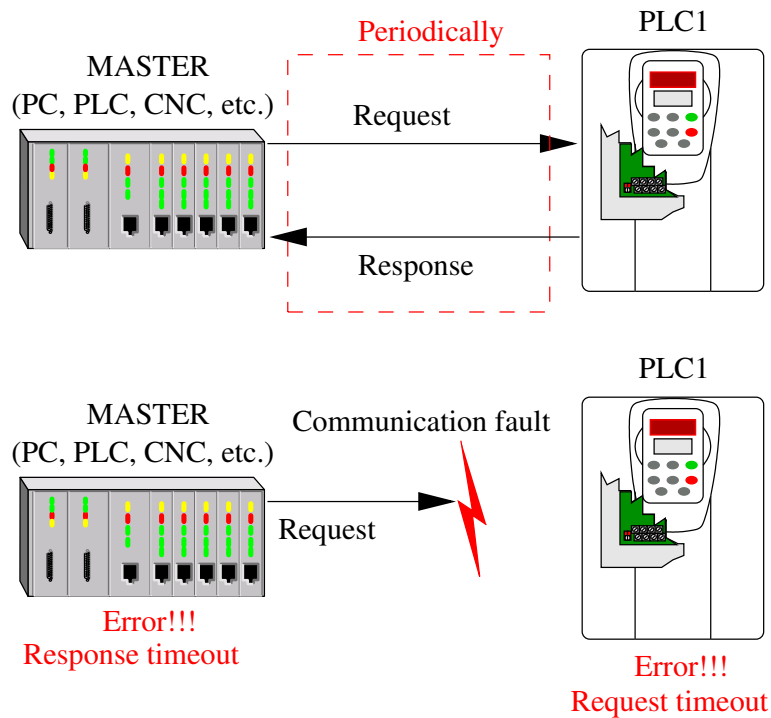 PLC1
Periodically
MASTER
(PC, PLC, CNC, etc.)
Request
Response
PLC1
MASTER
(PC, PLC, CNC, etc.)
Communication fault
Request
Error!!!
Response timeout
Error!!!
Request timeout